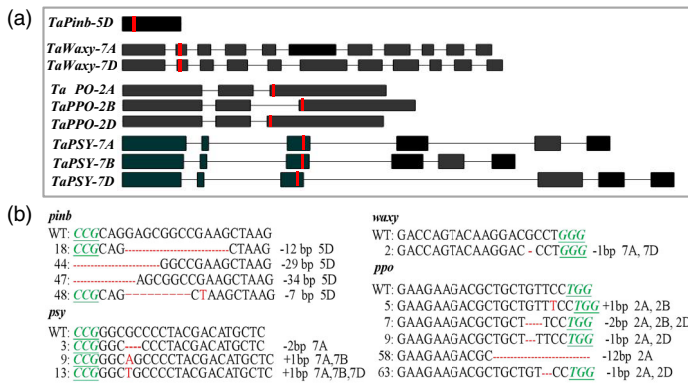 (a)
TaPinb-5D
TaWaxy-7A
TaWaxy-7D
Ta PO-2A
TaPPO-2B
TaPPO-2D
TaPSY-7A
TaPSY-7B
TaPSY-7D
(b)
pinb
WT: CCGCAGGAGCGGCCGAAGCTAAG
18: CCGCAG---------------------------CTAAG -12 bp 5D
44: ----------------------GGCCGAAGCTAAG -29 bp 5D
47: ----------------AGCGGCCGAAGCTAAG -34 bp 5D
48: CCGCAG------------CTAAGCTAAG -7 bp 5D
psy
WT: CCGGGCGCCCCTACGACATGCTC
3: CCGGGC----CCCTACGACATGCTC -2bp 7A
9: CCGGGCAGCCCCTACGACATGCTC +1bp 7A,7B
13: CCGGGCTGCCCCTACGACATGCTC +1bp 7A,7B,7D
waxy
WT: GACCAGTACAAGGACGCCTGGG
2: GACCAGTACAAGGAC -CCTGGG -1bp 7A, 7D
ppo
WT: GAAGAAGACGCTGCTGTTCCTGG
5: GAAGAAGACGCTGCTGTTTCCTGG +1bp 2A, 2B
7: GAAGAAGACGCTGCT-----TCCTGG -2bp 2A, 2B, 2D
9: GAAGAAGACGCTGCT---TTCCTGG -1bp 2A, 2D
58: GAAGAAGACGC------------------------- -12bp 2A
63: GAAGAAGACGCTGCTGT---CCTGG -1bp 2A, 2D